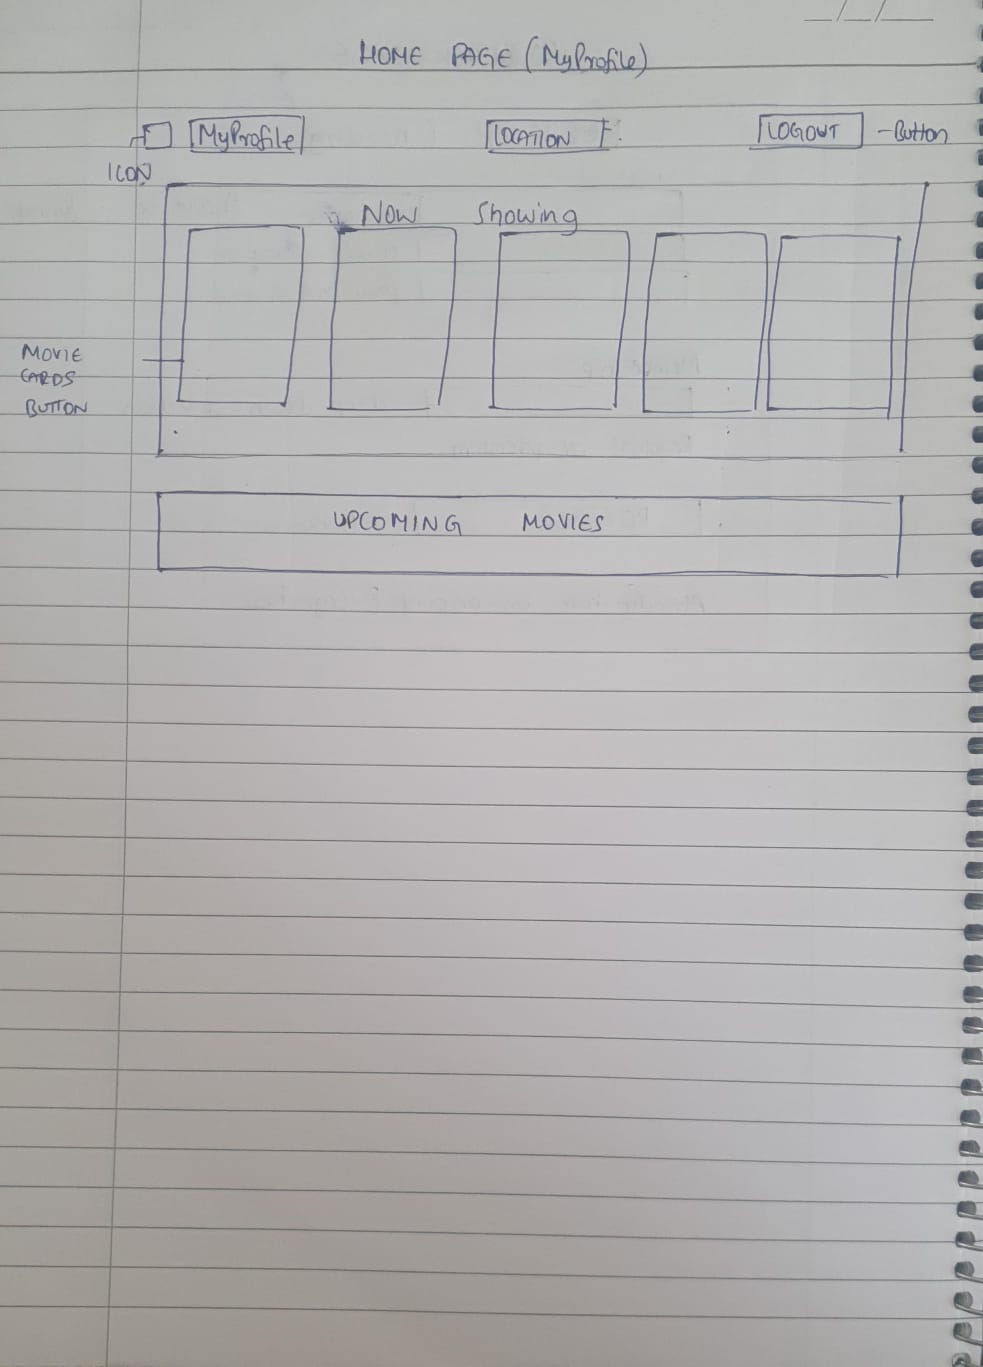 HOME PAGE (MyProfile)
MyProfile LOCATION LOGOUT - Button
ICON
NOW Showing
MOVIE
CARDS
BUTTON
UPCOMING MOVIES